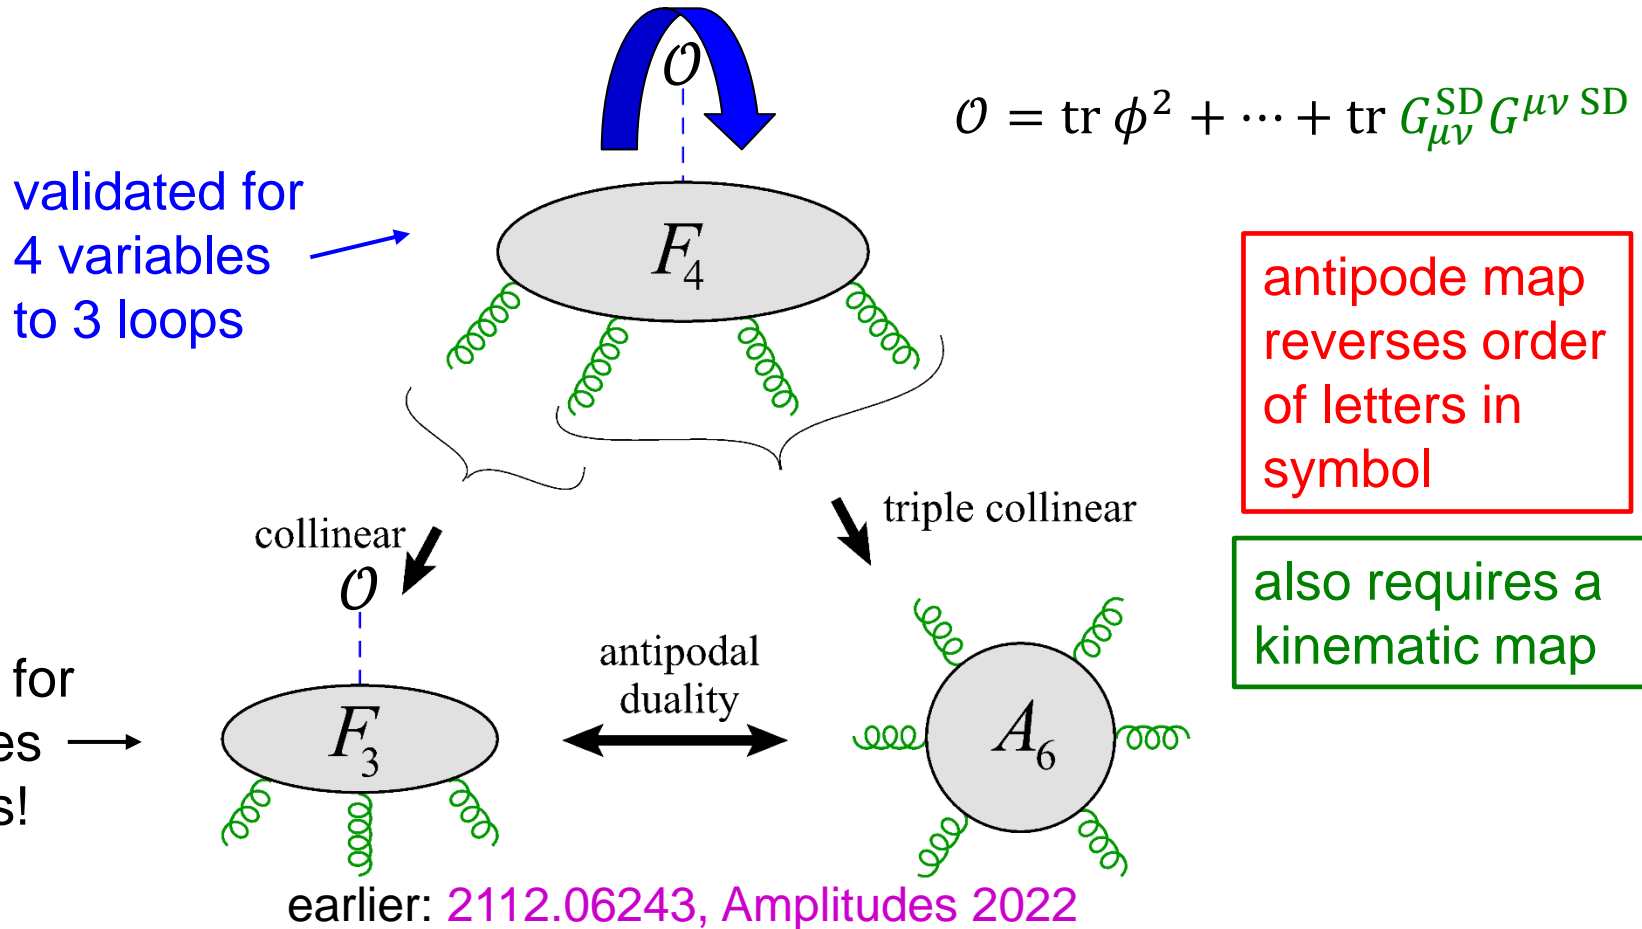 𝒪
𝒪 = tr ϕ² + ⋯ + tr G^SD_μν G^μν SD
validated for
4 variables
to 3 loops
F₄
antipode map
reverses order
of letters in
symbol
triple collinear
collinear
𝒪
also requires a
kinematic map
antipodal
duality
for
F₃
A₆
es
s!
earlier: 2112.06243, Amplitudes 2022